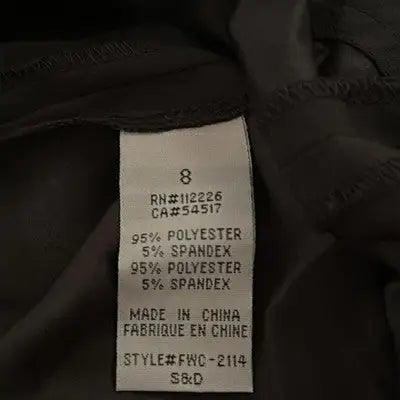 8
RN#112226
CA#54517
95% POLYESTER
5% SPANDEX
95% POLYESTER
5% SPANDEX
MADE IN CHINA
FABRIQUE EN CHINE
STYLE#FWC-2114
S&D